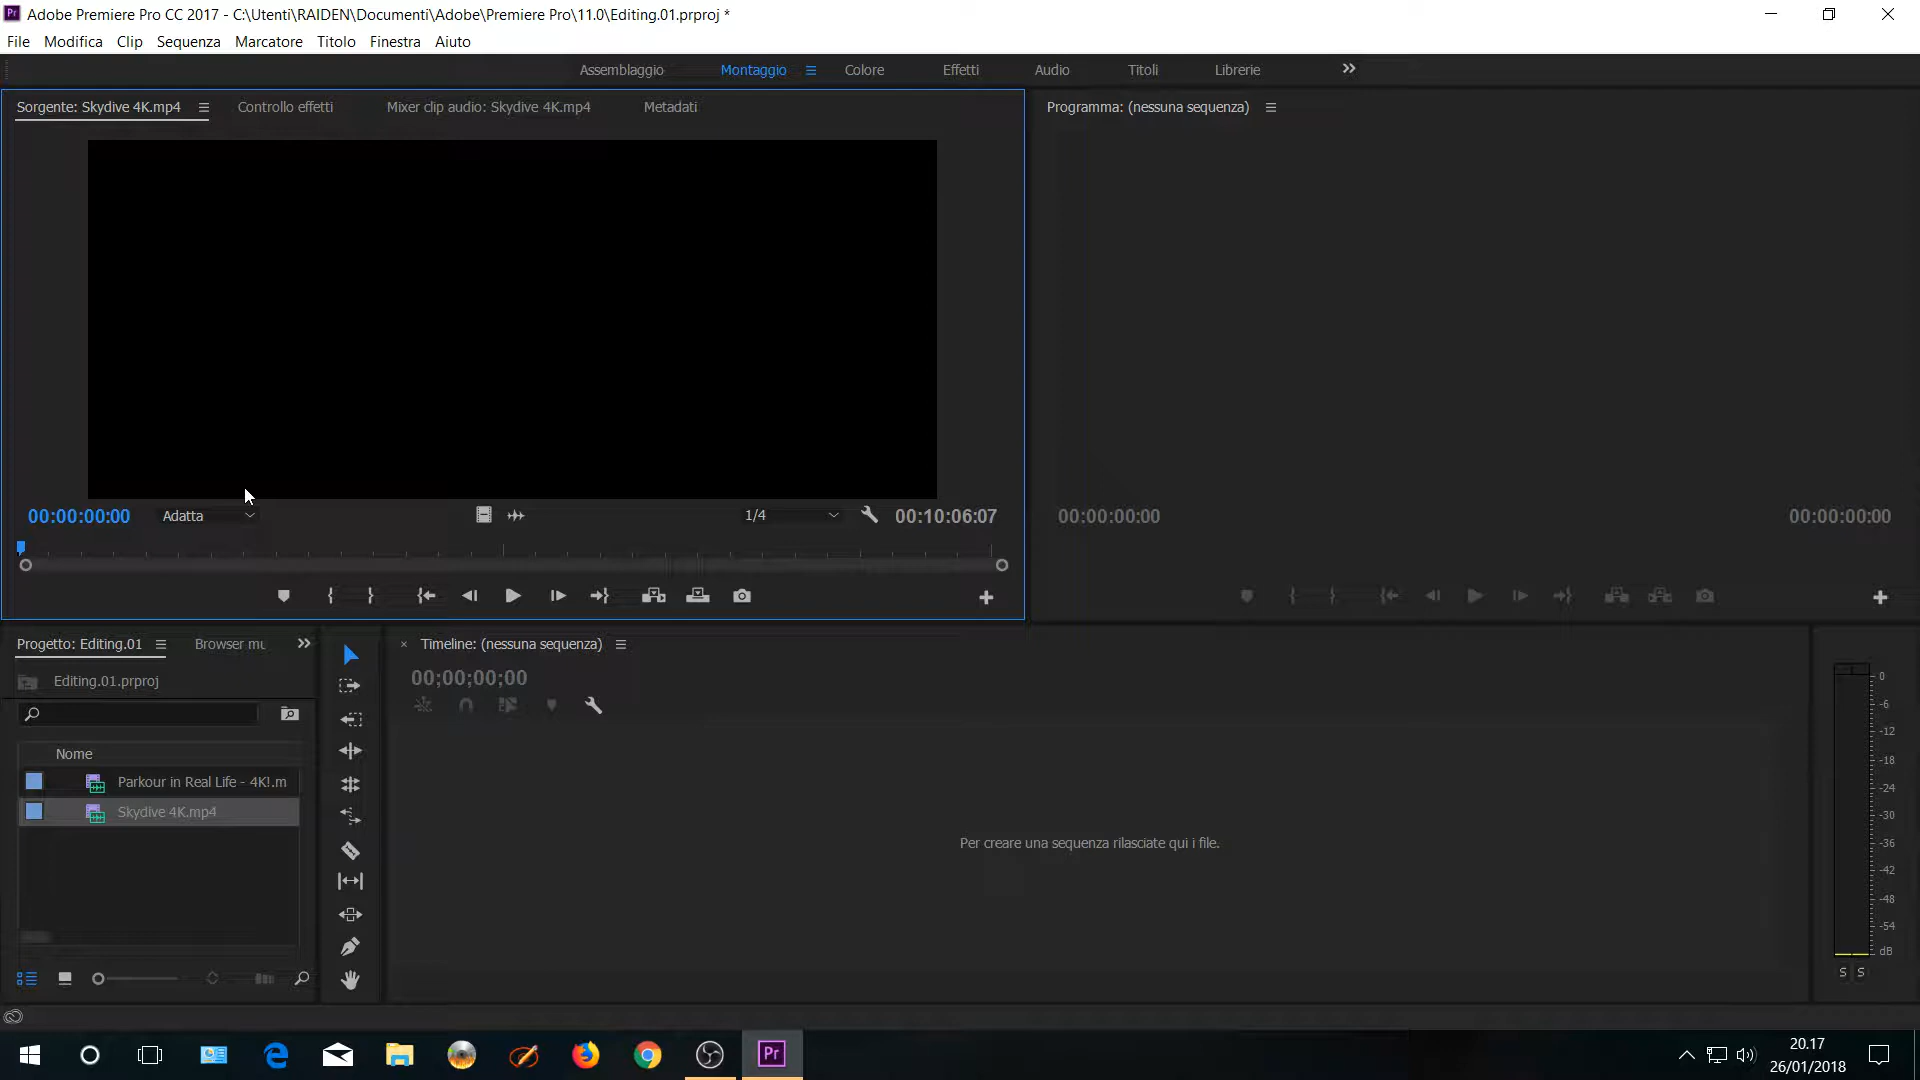 Adobe Premiere Pro CC 2017 - C:\Utenti\RAIDEN\Documenti\Adobe\Premiere Pro\11.0\Editing.01.prproj *
File Modifica Clip Sequenza Marcatore Titolo Finestra Aiuto
Assemblaggio Montaggio Colore Effetti Audio Titoli Librerie
Sorgente: Skydive 4K.mp4 Controllo effetti Mixer clip audio: Skydive 4K.mp4 Metadati
Programma: (nessuna sequenza)
00:00:00:00 Adatta 1/4 00:10:06:07
00:00:00:00 00:00:00:00
Progetto: Editing.01 Browser mu
Editing.01.prproj
Nome
Parkour in Real Life - 4K!.m
Skydive 4K.mp4
Timeline: (nessuna sequenza)
00;00;00;00
Per creare una sequenza rilasciate qui i file.
0
-6
-12
-18
-24
-30
-36
-42
-48
-54
dB
S S
Pr
20.17
26/01/2018